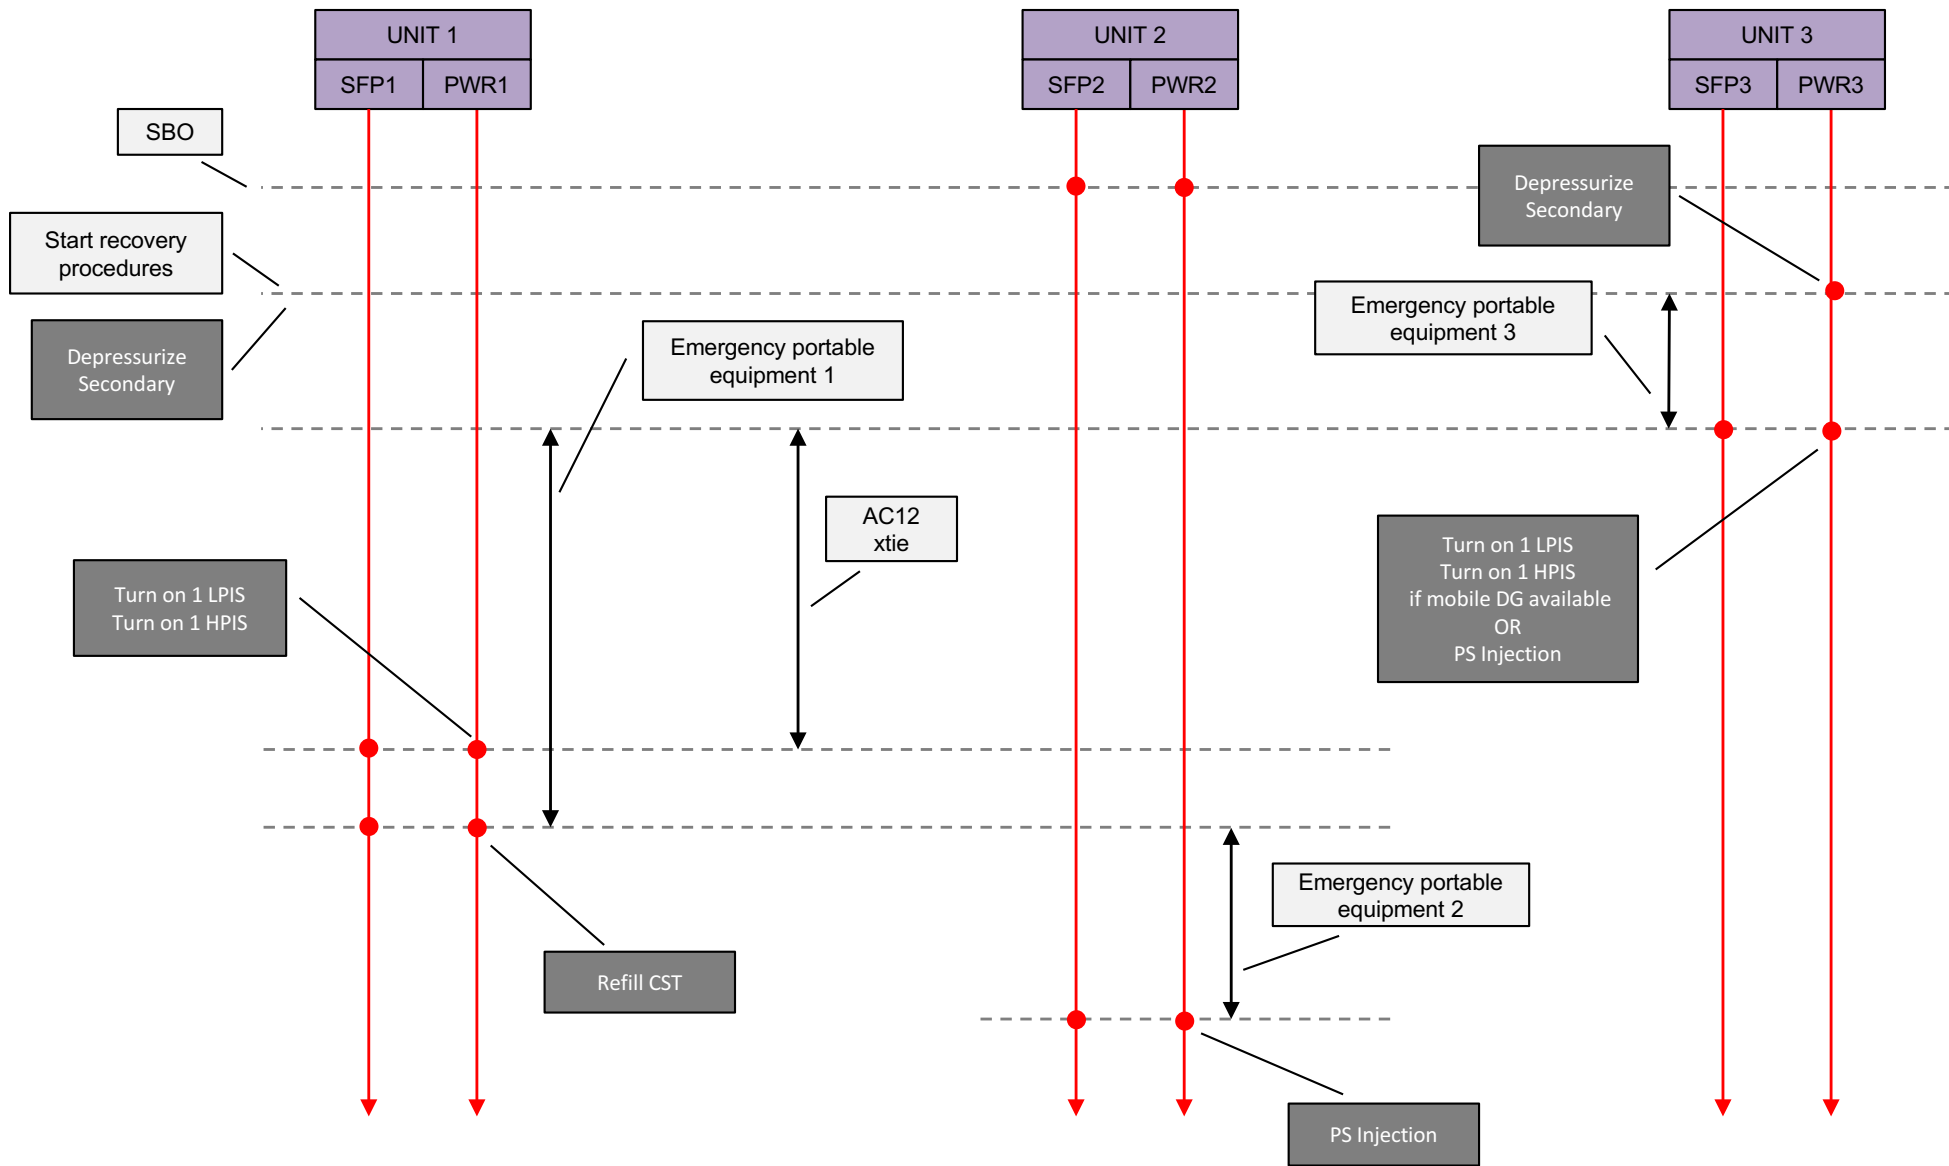 UNIT 1
SFP1
PWR1
UNIT 2
SFP2
PWR2
UNIT 3
SFP3
PWR3
SBO
Depressurize
Secondary
Start recovery
procedures
Emergency portable
equipment 3
Depressurize
Secondary
Emergency portable
equipment 1
AC12
xtie
Turn on 1 LPIS
Turn on 1 HPIS
if mobile DG available
OR
PS Injection
Turn on 1 LPIS
Turn on 1 HPIS
Emergency portable
equipment 2
Refill CST
PS Injection